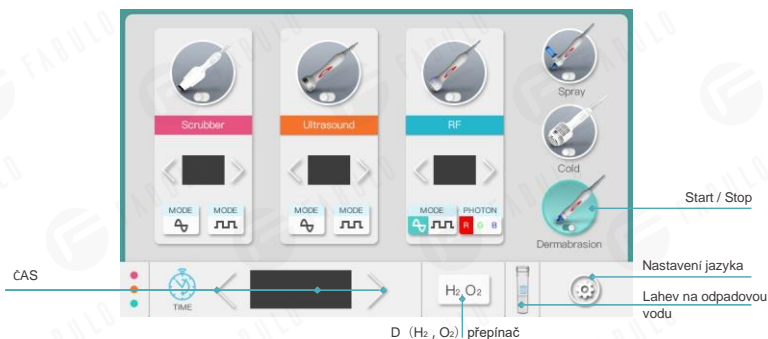 Scrubber
Ultrasound
RF
MODE
MODE
MODE
MODE
MODE
PHOTON
R G B
Spray
Cold
Dermabrasion
Start / Stop
Nastavení jazyka
Lahev na odpadovou
vodu
ČAS
TIME
H₂ O₂
D（H₂ , O₂）přepínač
FABULO